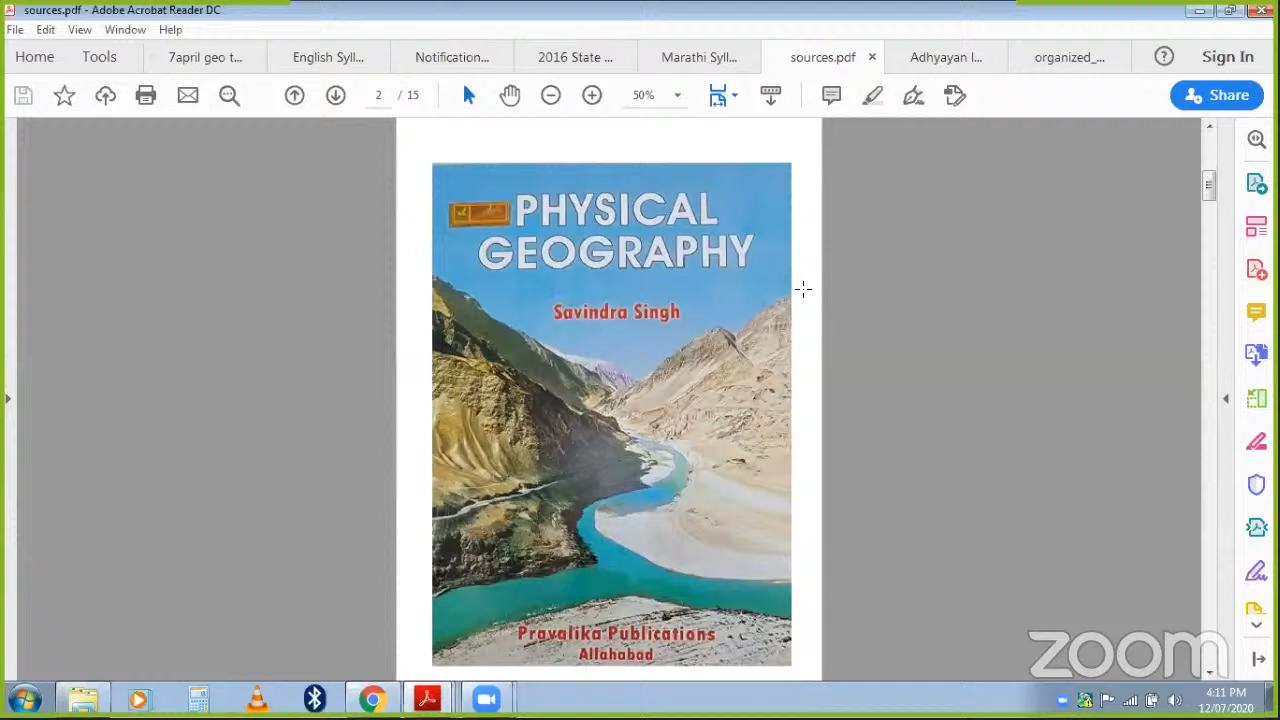 sources.pdf - Adobe Acrobat Reader DC
File Edit View Window Help
Home Tools 7april geo t... English Syll... Notification... 2016 State ... Marathi Syll... sources.pdf × Adhyayan I... organized_... Sign In
2 / 15 50% Share
PHYSICAL
GEOGRAPHY
Savindra Singh
Pravalika Publications
Allahabad
zoom
4:11 PM
12/07/2020